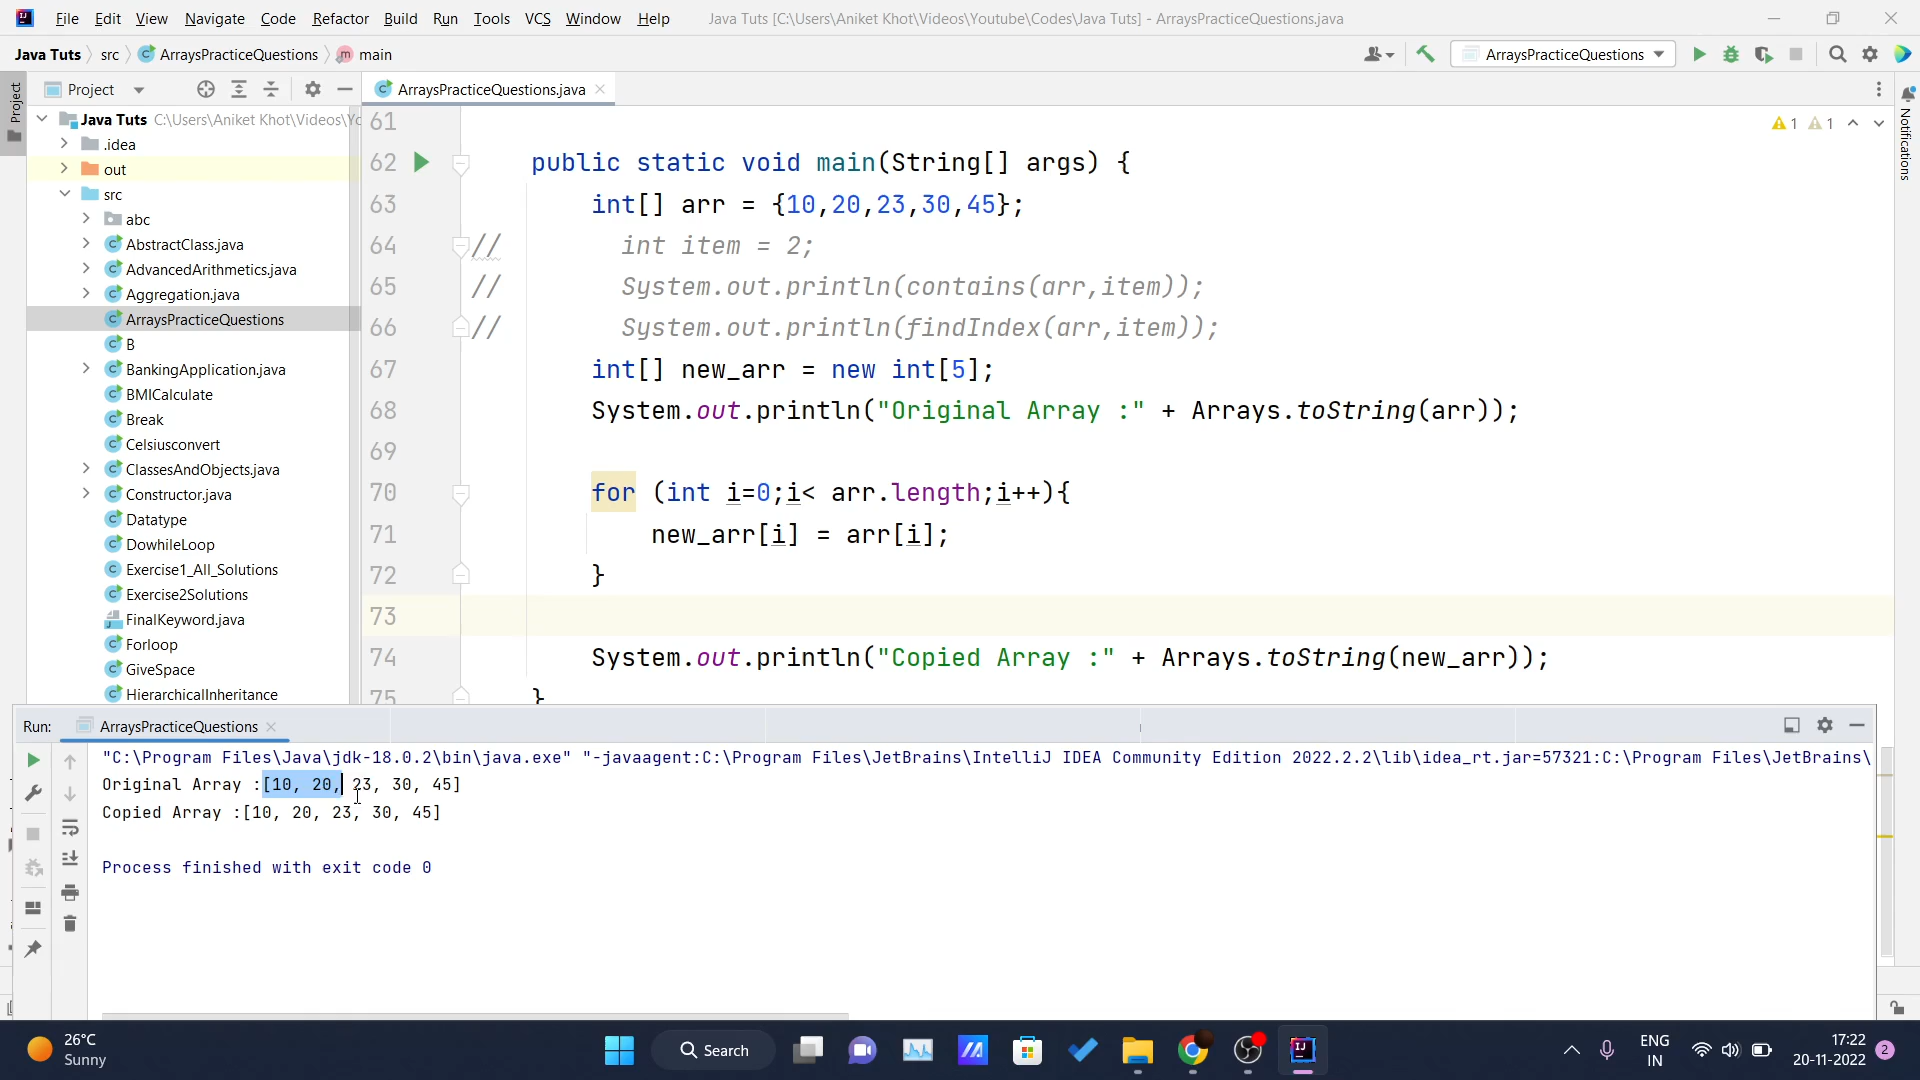 File Edit View Navigate Code Refactor Build Run Tools VCS Window Help Java Tuts [C:\Users\Aniket Khot\Videos\Youtube\Codes\Java Tuts] - ArraysPracticeQuestions.java
Java Tuts src ArraysPracticeQuestions main ArraysPracticeQuestions
Project
Project
ArraysPracticeQuestions.java
Notifications
Java Tuts C:\Users\Aniket Khot\Videos\Yo
.idea
out
src
abc
AbstractClass.java
AdvancedArithmetics.java
Aggregation.java
ArraysPracticeQuestions
B
BankingApplication.java
BMICalculate
Break
Celsiusconvert
ClassesAndObjects.java
Constructor.java
Datatype
DowhileLoop
Exercise1_All_Solutions
Exercise2Solutions
FinalKeyword.java
Forloop
GiveSpace
HierarchicalInheritance
1 1
61
62 public static void main(String[] args) {
63 int[] arr = {10,20,23,30,45};
64 // int item = 2;
65 // System.out.println(contains(arr,item));
66 // System.out.println(findIndex(arr,item));
67 int[] new_arr = new int[5];
68 System.out.println("Original Array :" + Arrays.toString(arr));
69
70 for (int i=0;i< arr.length;i++){
71 new_arr[i] = arr[i];
72 }
73
74 System.out.println("Copied Array :" + Arrays.toString(new_arr));
75 }
Run: ArraysPracticeQuestions
"C:\Program Files\Java\jdk-18.0.2\bin\java.exe" "-javaagent:C:\Program Files\JetBrains\IntelliJ IDEA Community Edition 2022.2.2\lib\idea_rt.jar=57321:C:\Program Files\JetBrains\
Original Array :[10, 20, 23, 30, 45]
Copied Array :[10, 20, 23, 30, 45]
Process finished with exit code 0
26°C
Sunny
Search
ENG
IN
17:22
20-11-2022
2